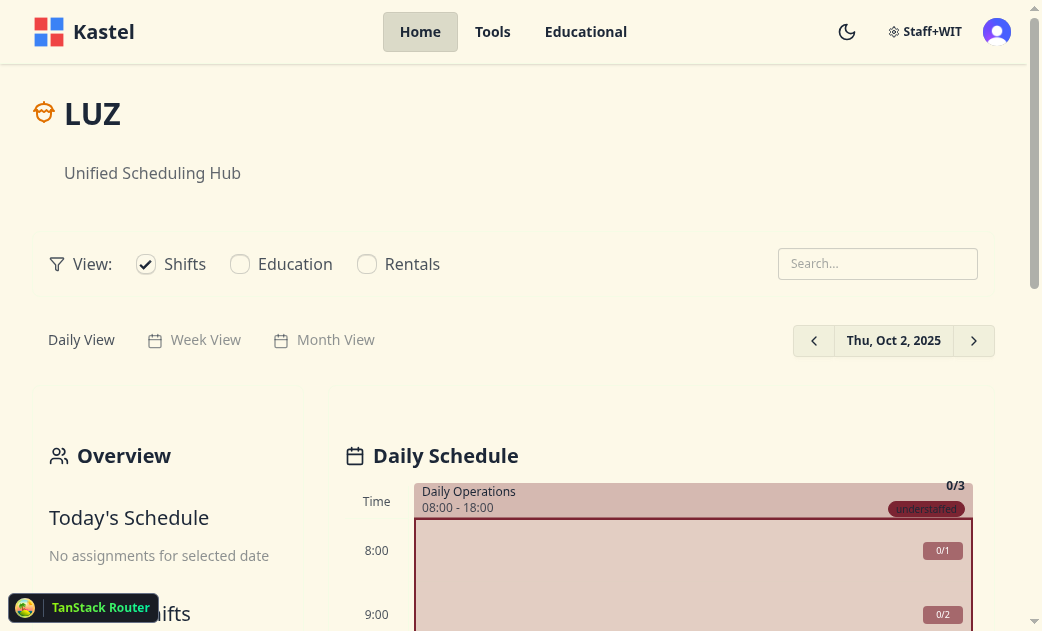 Kastel
Home Tools Educational
Staff+WIT
LUZ
Unified Scheduling Hub
View: Shifts Education Rentals
Search...
Daily View Week View Month View
Thu, Oct 2, 2025
Overview
Today's Schedule
No assignments for selected date
ifts
TanStack Router
Daily Schedule
Time
Daily Operations
08:00 - 18:00
0/3
understaffed
8:00
0/1
9:00
0/2